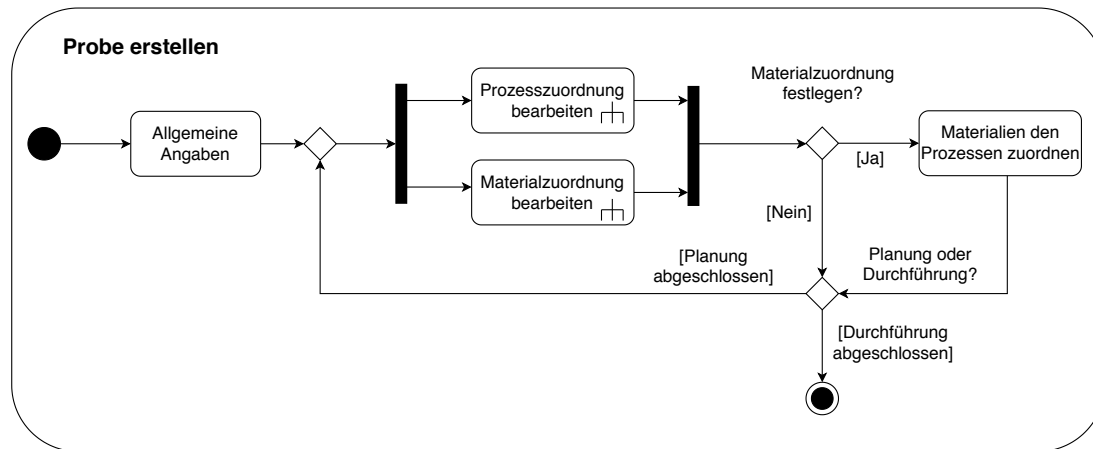 Probe erstellen
Allgemeine
Angaben
Prozesszuordnung
bearbeiten
Materialzuordnung
bearbeiten
Materialzuordnung
festlegen?
[Ja]
Materialien den
Prozessen zuordnen
[Nein]
Planung oder
Durchführung?
[Planung
abgeschlossen]
[Durchführung
abgeschlossen]